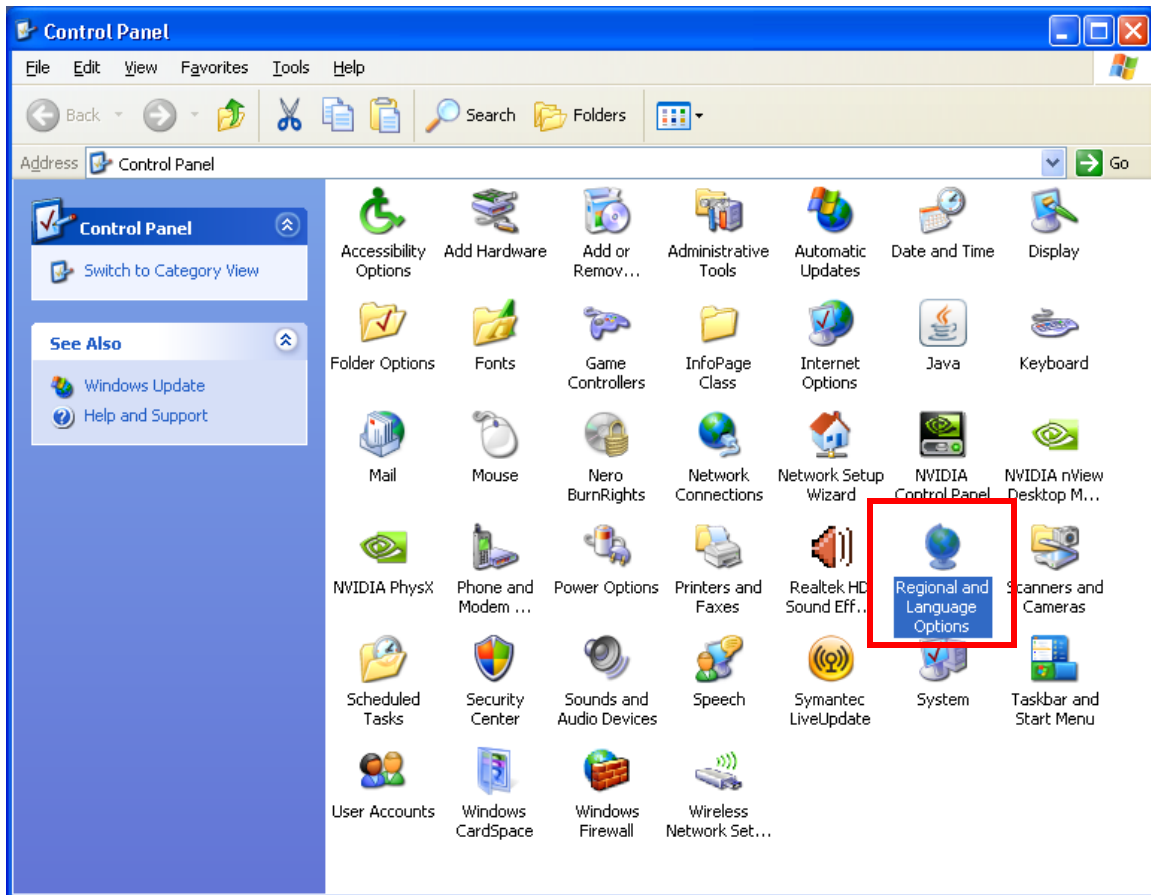 Control Panel
File Edit View Favorites Tools Help
Back Search Folders
Address Control Panel Go
Control Panel
Switch to Category View
See Also
Windows Update
Help and Support
Accessibility Options
Add Hardware
Add or Remov...
Administrative Tools
Automatic Updates
Date and Time
Display
Folder Options
Fonts
Game Controllers
InfoPage Class
Internet Options
Java
Keyboard
Mail
Mouse
Nero BurnRights
Network Connections
Network Setup Wizard
NVIDIA Control Panel
NVIDIA nView Desktop M...
NVIDIA PhysX
Phone and Modem ...
Power Options
Printers and Faxes
Realtek HD Sound Eff...
Regional and Language Options
Scanners and Cameras
Scheduled Tasks
Security Center
Sounds and Audio Devices
Speech
Symantec LiveUpdate
System
Taskbar and Start Menu
User Accounts
Windows CardSpace
Windows Firewall
Wireless Network Set...